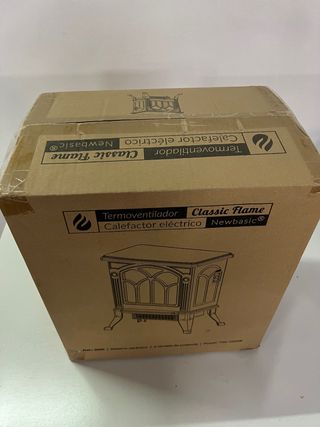 Termoventilador Classic Flame
Calefactor eléctrico Newbasic®
Termoventilador Classic Flame
Calefactor eléctrico Newbasic®